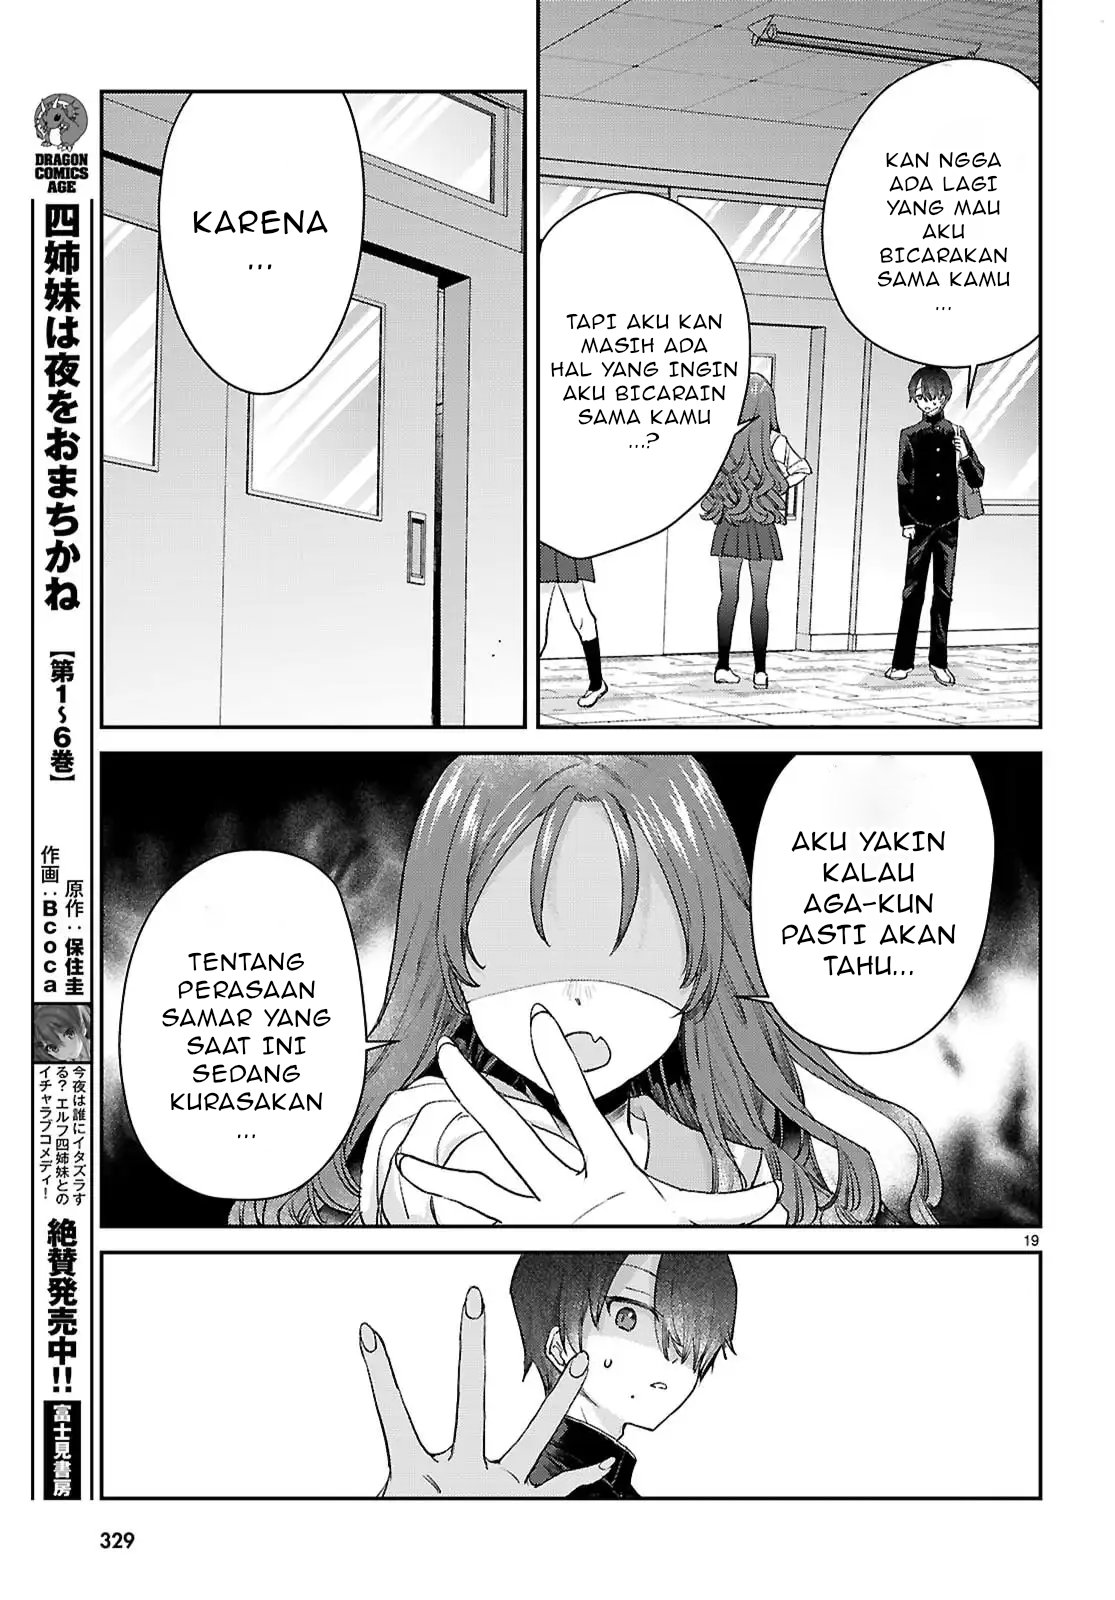 KAN NGGA
ADA LAGI
YANG MAU
AKU
BICARAKAN
SAMA KAMU
...
TAPI AKU KAN
MASIH ADA
HAL YANG INGIN
AKU BICARAIN
SAMA KAMU
...?
KARENA
...
AKU YAKIN
KALAU
AGA-KUN
PASTI AKAN
TAHU...
TENTANG
PERASAAN
SAMAR YANG
SAAT INI
SEDANG
KURASAKAN
...
19
DRAGON
COMICS
AGE
四姉妹は夜をおまちかね
【第1~6巻】
原作:保住圭
作画:Bcoca
今夜は誰にイタズラす
る?エルフ四姉妹との
イチャラブコメディ!
絶賛発売中!!
富士見書房
329